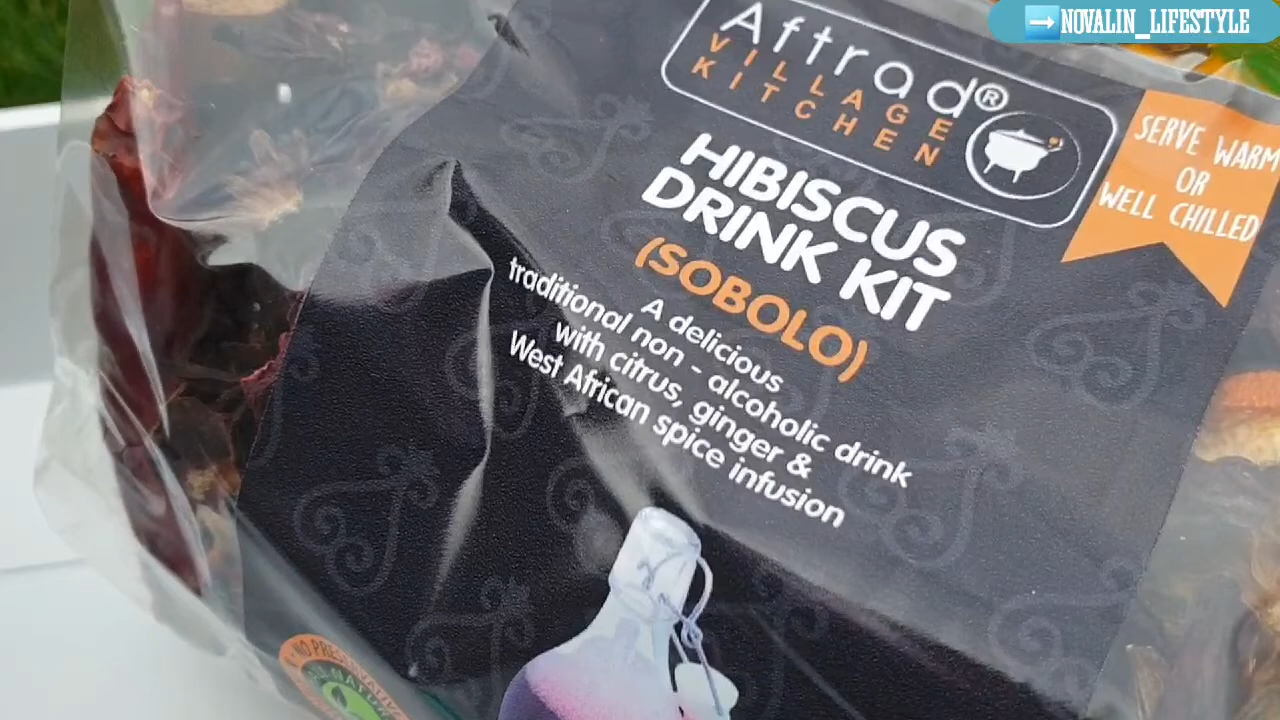 ➡NOVALIN_LIFESTYLE
Aftrad®
VILLAGE
KITCHEN
SERVE WARM
OR
WELL CHILLED
HIBISCUS
DRINK KIT
(SOBOLO)
A delicious
traditional non - alcoholic drink
with citrus, ginger &
West African spice infusion